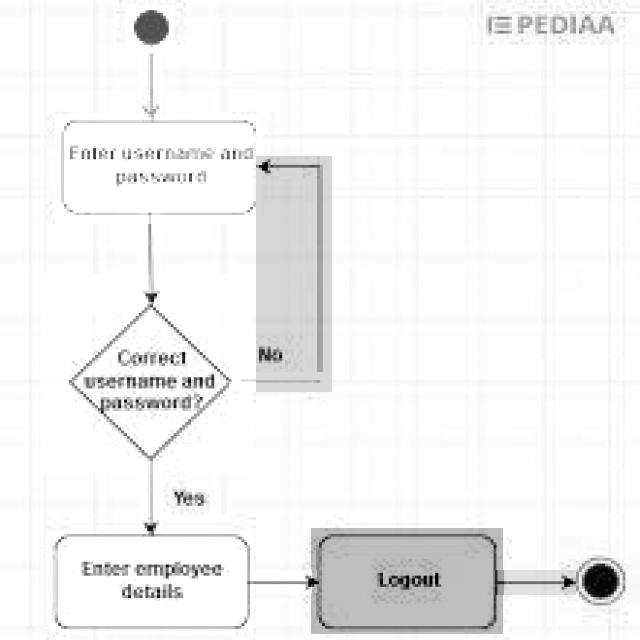 PEDIAA
Enter username and
password
Correct
username and
password?
No
Yes
Enter employee
details
Logout